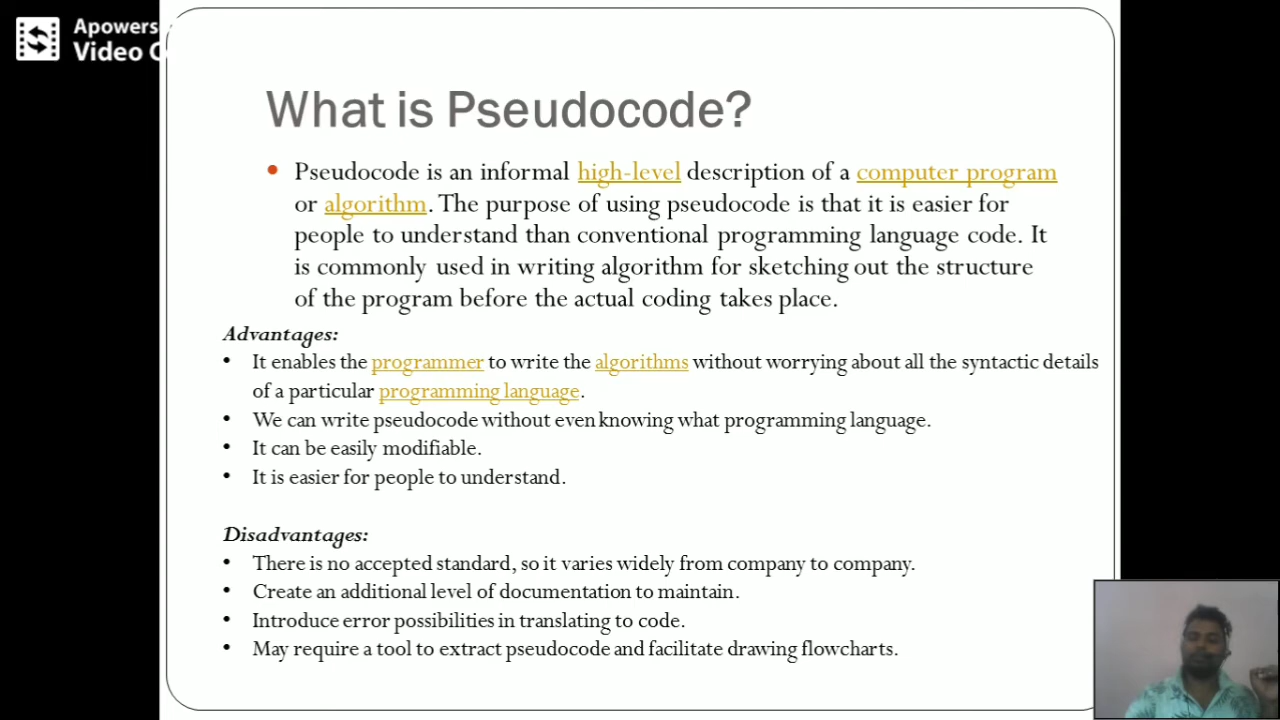 Apowers
Video C
What is Pseudocode?
• Pseudocode is an informal high-level description of a computer program
or algorithm. The purpose of using pseudocode is that it is easier for
people to understand than conventional programming language code. It
is commonly used in writing algorithm for sketching out the structure
of the program before the actual coding takes place.
Advantages:
• It enables the programmer to write the algorithms without worrying about all the syntactic details
of a particular programming language.
• We can write pseudocode without even knowing what programming language.
• It can be easily modifiable.
• It is easier for people to understand.
Disadvantages:
• There is no accepted standard, so it varies widely from company to company.
• Create an additional level of documentation to maintain.
• Introduce error possibilities in translating to code.
• May require a tool to extract pseudocode and facilitate drawing flowcharts.